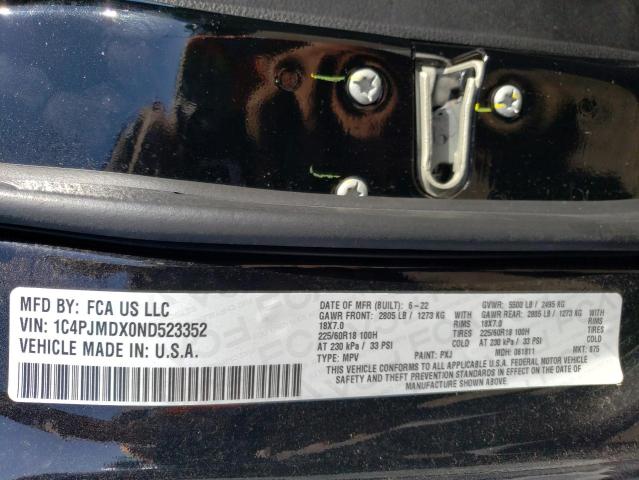 MFD BY: FCA US LLC
VIN: 1C4PJMDX0ND523352
VEHICLE MADE IN: U.S.A.
DATE OF MFR (BUILT): 6-22 GVWR: 5500 LB / 2495 KG
GAWR FRONT: 2805 LB / 1273 KG WITH GAWR REAR: 2805 LB / 1273 KG WITH
18X7.0 RIMS 18X7.0 RIMS
225/60R18 100H TIRES 225/60R18 100H TIRES
AT 230 kPa / 33 PSI COLD AT 230 kPa / 33 PSI COLD
TYPE: MPV PAINT: PXJ MDH: 061811 MKT: 875
THIS VEHICLE CONFORMS TO ALL APPLICABLE U.S.A. FEDERAL MOTOR VEHICLE
SAFETY AND THEFT PREVENTION STANDARDS IN EFFECT ON THE DATE OF
MANUFACTURE SHOWN ABOVE.